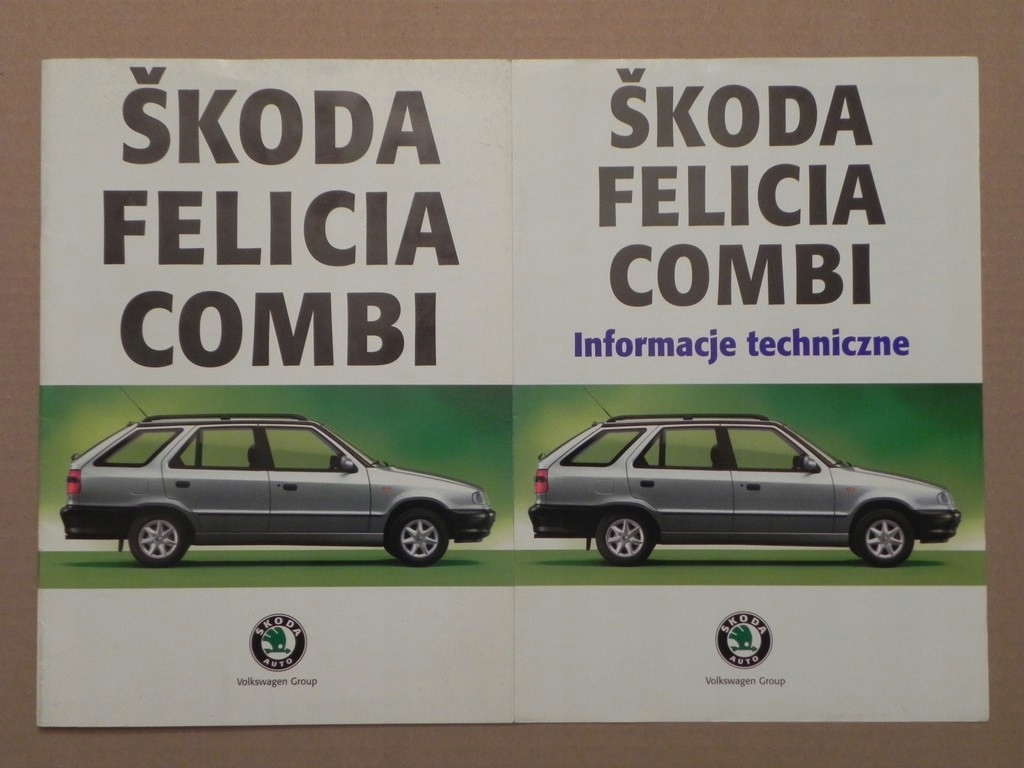 ŠKODA
FELICIA
COMBI
ŠKODA
AUTO
Volkswagen Group
ŠKODA
FELICIA
COMBI
Informacje techniczne
ŠKODA
AUTO
Volkswagen Group